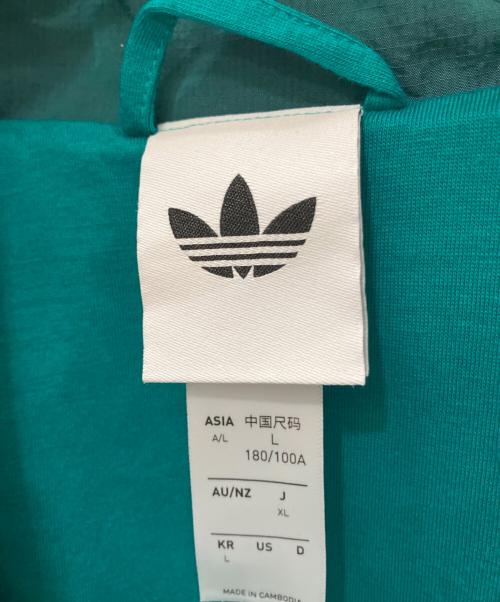 ASIA 中国尺码
A/L L
180/100A
AU/NZ J
XL
KR US D
L
MADE IN CAMBODIA